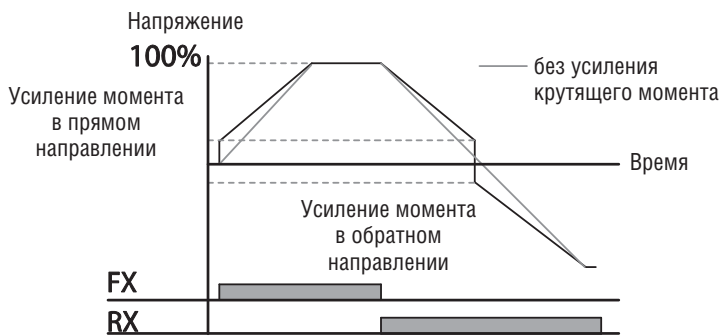 Напряжение
100%
Усиление момента
в прямом
направлении
без усиления
крутящего момента
Время
Усиление момента
в обратном
направлении
FX
RX